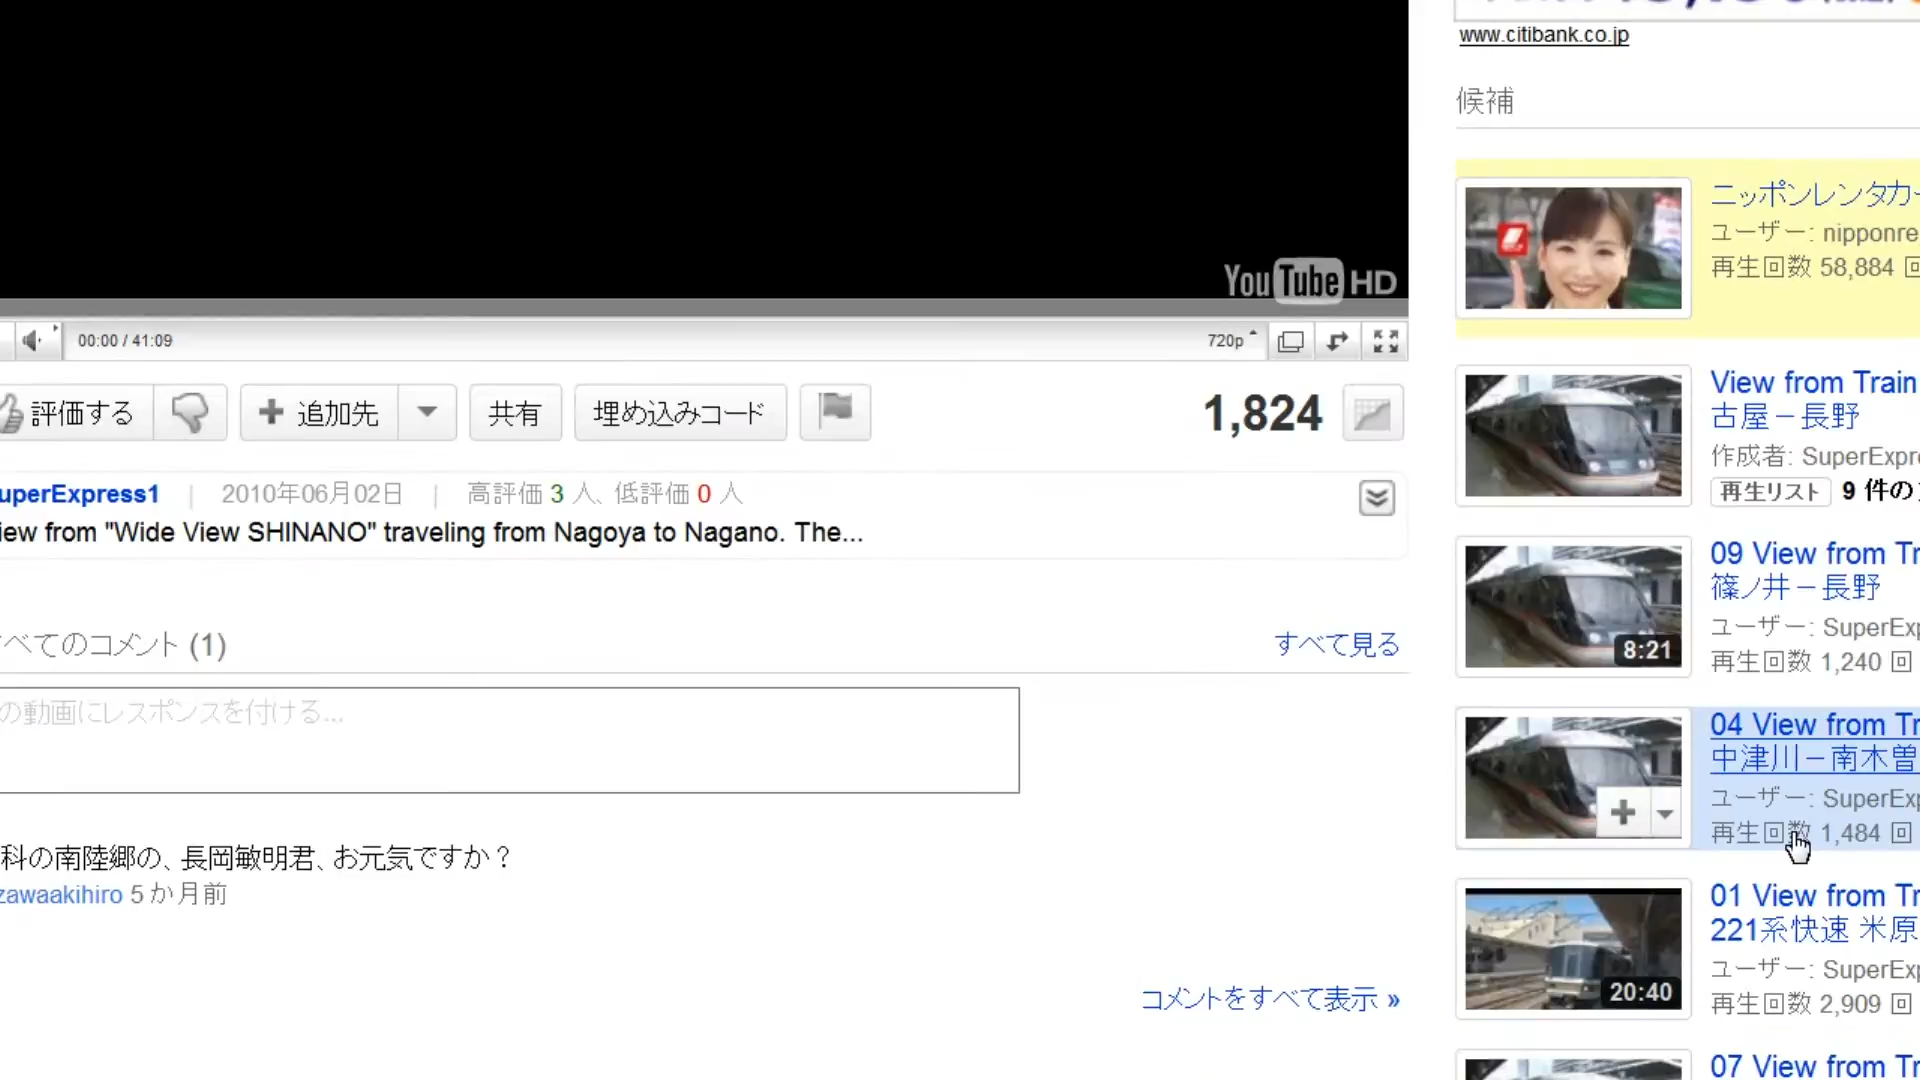 www.citibank.co.jp
候補
YouTube HD
ニッポンレンタカー
ユーザー: nipponre
再生回数 58,884 回
00:00 / 41:09
720p
評価する
追加先
共有
埋め込みコード
1,824
View from Train
古屋－長野
作成者: SuperExpre
再生リスト 9 件の
uperExpress1 | 2010年06月02日 | 高評価 3 人、低評価 0 人
iew from "Wide View SHINANO" traveling from Nagoya to Nagano. The...
09 View from Tr
篠ノ井－長野
ユーザー: SuperExp
再生回数 1,240 回
8:21
べてのコメント (1)
すべて見る
の動画にレスポンスを付ける...
04 View from Tr
中津川－南木曽
ユーザー: SuperExp
再生回数 1,484 回
科の南陸郷の、長岡敏明君、お元気ですか？
zawaakihiro 5 か月前
01 View from Tr
221系快速 米原
ユーザー: SuperExp
再生回数 2,909 回
20:40
コメントをすべて表示 »
07 View from Tr